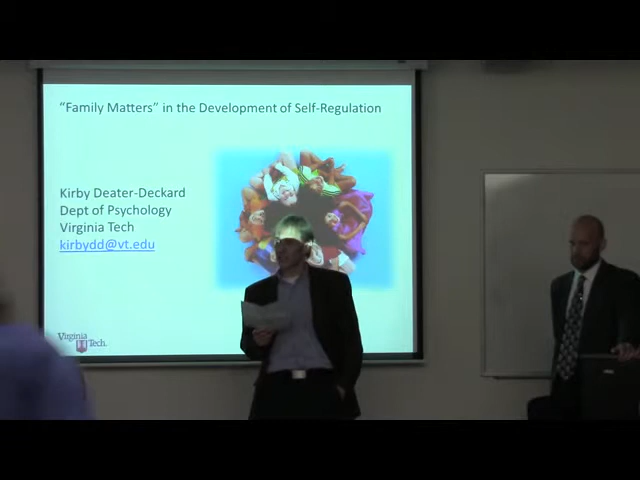 “Family Matters” in the Development of Self-Regulation
Kirby Deater-Deckard
Dept of Psychology
Virginia Tech
kirbydd@vt.edu
Virginia
Tech